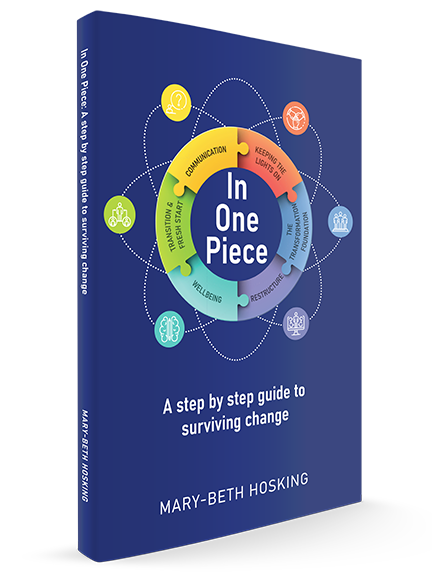 In One Piece: A step by step guide to surviving change
MARY-BETH HOSKING
COMMUNICATION
KEEPING THE
LIGHTS ON
THE
TRANSFORMATION
FOUNDATION
RESTRUCTURE
WELLBEING
TRANSITION &
FRESH START
In
One
Piece
A step by step guide to
surviving change
MARY-BETH HOSKING